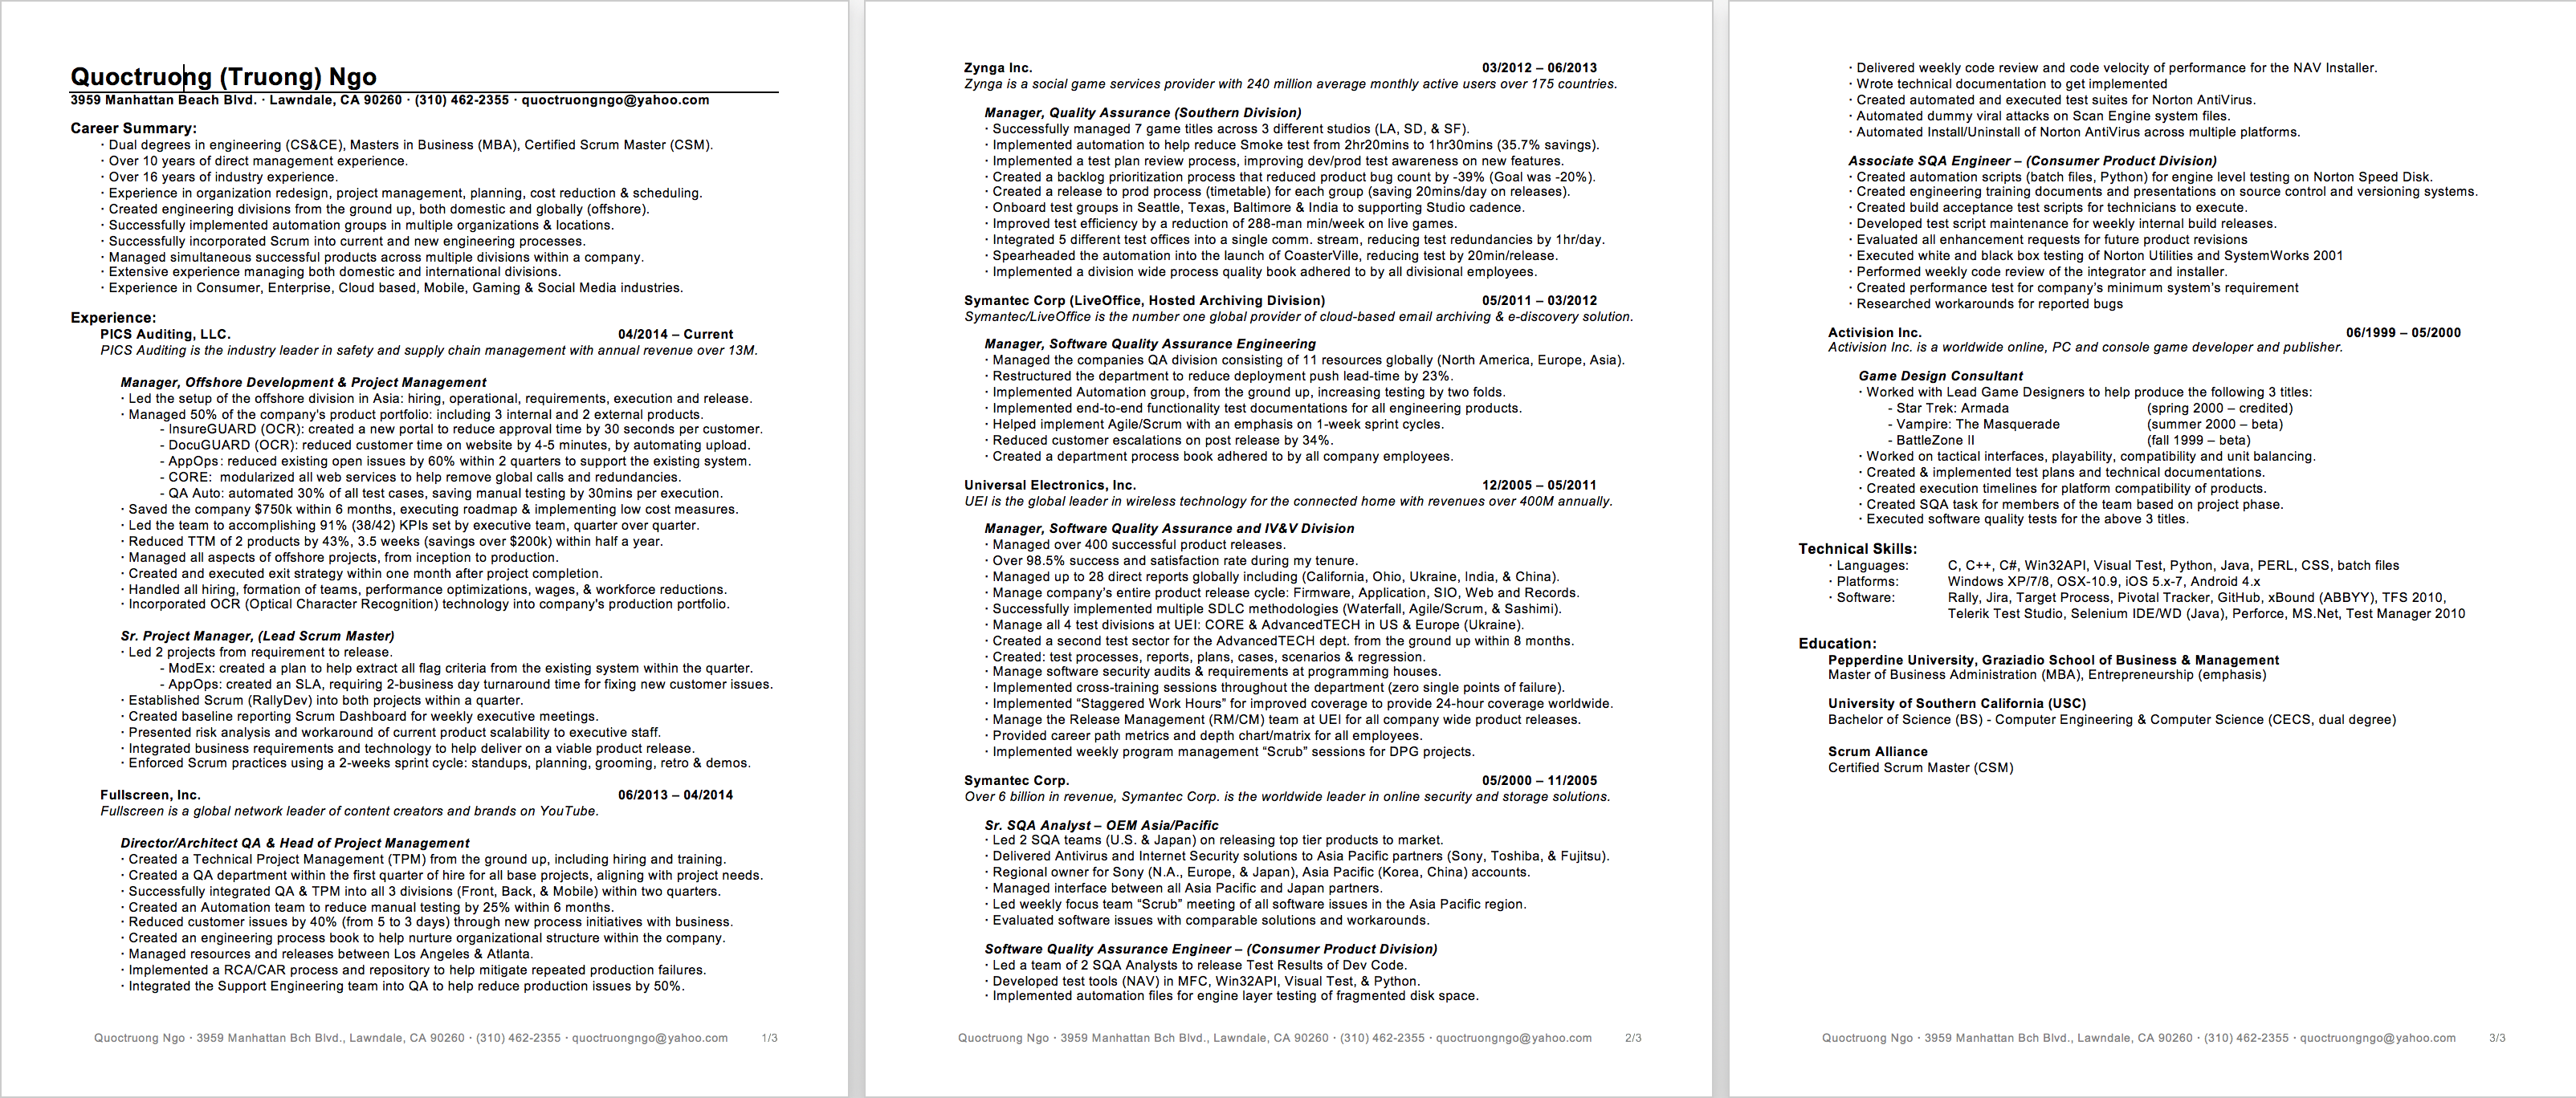 Quoctruong (Truong) Ngo
3959 Manhattan Beach Blvd. · Lawndale, CA 90260 · (310) 462-2355 · quoctruongngo@yahoo.com
Career Summary:
· Dual degrees in engineering (CS&CE), Masters in Business (MBA), Certified Scrum Master (CSM).
· Over 10 years of direct management experience.
· Over 16 years of industry experience.
· Experience in organization redesign, project management, planning, cost reduction & scheduling.
· Created engineering divisions from the ground up, both domestic and globally (offshore).
· Successfully implemented automation groups in multiple organizations & locations.
· Successfully incorporated Scrum into current and new engineering processes.
· Managed simultaneous successful products across multiple divisions within a company.
· Extensive experience managing both domestic and international divisions.
· Experience in Consumer, Enterprise, Cloud based, Mobile, Gaming & Social Media industries.
Experience:
PICS Auditing, LLC. 04/2014 – Current
PICS Auditing is the industry leader in safety and supply chain management with annual revenue over 13M.
Manager, Offshore Development & Project Management
· Led the setup of the offshore division in Asia: hiring, operational, requirements, execution and release.
· Managed 50% of the company's product portfolio: including 3 internal and 2 external products.
- InsureGUARD (OCR): created a new portal to reduce approval time by 30 seconds per customer.
- DocuGUARD (OCR): reduced customer time on website by 4-5 minutes, by automating upload.
- AppOps: reduced existing open issues by 60% within 2 quarters to support the existing system.
- CORE:  modularized all web services to help remove global calls and redundancies.
- QA Auto: automated 30% of all test cases, saving manual testing by 30mins per execution.
· Saved the company $750k within 6 months, executing roadmap & implementing low cost measures.
· Led the team to accomplishing 91% (38/42) KPIs set by executive team, quarter over quarter.
· Reduced TTM of 2 products by 43%, 3.5 weeks (savings over $200k) within half a year.
· Managed all aspects of offshore projects, from inception to production.
· Created and executed exit strategy within one month after project completion.
· Handled all hiring, formation of teams, performance optimizations, wages, & workforce reductions.
· Incorporated OCR (Optical Character Recognition) technology into company's production portfolio.
Sr. Project Manager, (Lead Scrum Master)
· Led 2 projects from requirement to release.
- ModEx: created a plan to help extract all flag criteria from the existing system within the quarter.
- AppOps: created an SLA, requiring 2-business day turnaround time for fixing new customer issues.
· Established Scrum (RallyDev) into both projects within a quarter.
· Created baseline reporting Scrum Dashboard for weekly executive meetings.
· Presented risk analysis and workaround of current product scalability to executive staff.
· Integrated business requirements and technology to help deliver on a viable product release.
· Enforced Scrum practices using a 2-weeks sprint cycle: standups, planning, grooming, retro & demos.
Fullscreen, Inc. 06/2013 – 04/2014
Fullscreen is a global network leader of content creators and brands on YouTube.
Director/Architect QA & Head of Project Management
· Created a Technical Project Management (TPM) from the ground up, including hiring and training.
· Created a QA department within the first quarter of hire for all base projects, aligning with project needs.
· Successfully integrated QA & TPM into all 3 divisions (Front, Back, & Mobile) within two quarters.
· Created an Automation team to reduce manual testing by 25% within 6 months.
· Reduced customer issues by 40% (from 5 to 3 days) through new process initiatives with business.
· Created an engineering process book to help nurture organizational structure within the company.
· Managed resources and releases between Los Angeles & Atlanta.
· Implemented a RCA/CAR process and repository to help mitigate repeated production failures.
· Integrated the Support Engineering team into QA to help reduce production issues by 50%.
Quoctruong Ngo · 3959 Manhattan Bch Blvd., Lawndale, CA 90260 · (310) 462-2355 · quoctruongngo@yahoo.com 1/3
Zynga Inc. 03/2012 – 06/2013
Zynga is a social game services provider with 240 million average monthly active users over 175 countries.
Manager, Quality Assurance (Southern Division)
· Successfully managed 7 game titles across 3 different studios (LA, SD, & SF).
· Implemented automation to help reduce Smoke test from 2hr20mins to 1hr30mins (35.7% savings).
· Implemented a test plan review process, improving dev/prod test awareness on new features.
· Created a backlog prioritization process that reduced product bug count by -39% (Goal was -20%).
· Created a release to prod process (timetable) for each group (saving 20mins/day on releases).
· Onboard test groups in Seattle, Texas, Baltimore & India to supporting Studio cadence.
· Improved test efficiency by a reduction of 288-man min/week on live games.
· Integrated 5 different test offices into a single comm. stream, reducing test redundancies by 1hr/day.
· Spearheaded the automation into the launch of CoasterVille, reducing test by 20min/release.
· Implemented a division wide process quality book adhered to by all divisional employees.
Symantec Corp (LiveOffice, Hosted Archiving Division) 05/2011 – 03/2012
Symantec/LiveOffice is the number one global provider of cloud-based email archiving & e-discovery solution.
Manager, Software Quality Assurance Engineering
· Managed the companies QA division consisting of 11 resources globally (North America, Europe, Asia).
· Restructured the department to reduce deployment push lead-time by 23%.
· Implemented Automation group, from the ground up, increasing testing by two folds.
· Implemented end-to-end functionality test documentations for all engineering products.
· Helped implement Agile/Scrum with an emphasis on 1-week sprint cycles.
· Reduced customer escalations on post release by 34%.
· Created a department process book adhered to by all company employees.
Universal Electronics, Inc. 12/2005 – 05/2011
UEI is the global leader in wireless technology for the connected home with revenues over 400M annually.
Manager, Software Quality Assurance and IV&V Division
· Managed over 400 successful product releases.
· Over 98.5% success and satisfaction rate during my tenure.
· Managed up to 28 direct reports globally including (California, Ohio, Ukraine, India, & China).
· Manage company's entire product release cycle: Firmware, Application, SIO, Web and Records.
· Successfully implemented multiple SDLC methodologies (Waterfall, Agile/Scrum, & Sashimi).
· Manage all 4 test divisions at UEI: CORE & AdvancedTECH in US & Europe (Ukraine).
· Created a second test sector for the AdvancedTECH dept. from the ground up within 8 months.
· Created: test processes, reports, plans, cases, scenarios & regression.
· Manage software security audits & requirements at programming houses.
· Implemented cross-training sessions throughout the department (zero single points of failure).
· Implemented “Staggered Work Hours” for improved coverage to provide 24-hour coverage worldwide.
· Manage the Release Management (RM/CM) team at UEI for all company wide product releases.
· Provided career path metrics and depth chart/matrix for all employees.
· Implemented weekly program management “Scrub” sessions for DPG projects.
Symantec Corp. 05/2000 – 11/2005
Over 6 billion in revenue, Symantec Corp. is the worldwide leader in online security and storage solutions.
Sr. SQA Analyst – OEM Asia/Pacific
· Led 2 SQA teams (U.S. & Japan) on releasing top tier products to market.
· Delivered Antivirus and Internet Security solutions to Asia Pacific partners (Sony, Toshiba, & Fujitsu).
· Regional owner for Sony (N.A., Europe, & Japan), Asia Pacific (Korea, China) accounts.
· Managed interface between all Asia Pacific and Japan partners.
· Led weekly focus team “Scrub” meeting of all software issues in the Asia Pacific region.
· Evaluated software issues with comparable solutions and workarounds.
Software Quality Assurance Engineer – (Consumer Product Division)
· Led a team of 2 SQA Analysts to release Test Results of Dev Code.
· Developed test tools (NAV) in MFC, Win32API, Visual Test, & Python.
· Implemented automation files for engine layer testing of fragmented disk space.
Quoctruong Ngo · 3959 Manhattan Bch Blvd., Lawndale, CA 90260 · (310) 462-2355 · quoctruongngo@yahoo.com 2/3
· Delivered weekly code review and code velocity of performance for the NAV Installer.
· Wrote technical documentation to get implemented
· Created automated and executed test suites for Norton AntiVirus.
· Automated dummy viral attacks on Scan Engine system files.
· Automated Install/Uninstall of Norton AntiVirus across multiple platforms.
Associate SQA Engineer – (Consumer Product Division)
· Created automation scripts (batch files, Python) for engine level testing on Norton Speed Disk.
· Created engineering training documents and presentations on source control and versioning systems.
· Created build acceptance test scripts for technicians to execute.
· Developed test script maintenance for weekly internal build releases.
· Evaluated all enhancement requests for future product revisions
· Executed white and black box testing of Norton Utilities and SystemWorks 2001
· Performed weekly code review of the integrator and installer.
· Created performance test for company's minimum system's requirement
· Researched workarounds for reported bugs
Activision Inc. 06/1999 – 05/2000
Activision Inc. is a worldwide online, PC and console game developer and publisher.
Game Design Consultant
· Worked with Lead Game Designers to help produce the following 3 titles:
- Star Trek: Armada (spring 2000 – credited)
- Vampire: The Masquerade (summer 2000 – beta)
- BattleZone II (fall 1999 – beta)
· Worked on tactical interfaces, playability, compatibility and unit balancing.
· Created & implemented test plans and technical documentations.
· Created execution timelines for platform compatibility of products.
· Created SQA task for members of the team based on project phase.
· Executed software quality tests for the above 3 titles.
Technical Skills:
· Languages: C, C++, C#, Win32API, Visual Test, Python, Java, PERL, CSS, batch files
· Platforms: Windows XP/7/8, OSX-10.9, iOS 5.x-7, Android 4.x
· Software: Rally, Jira, Target Process, Pivotal Tracker, GitHub, xBound (ABBYY), TFS 2010,
Telerik Test Studio, Selenium IDE/WD (Java), Perforce, MS.Net, Test Manager 2010
Education:
Pepperdine University, Graziadio School of Business & Management
Master of Business Administration (MBA), Entrepreneurship (emphasis)
University of Southern California (USC)
Bachelor of Science (BS) - Computer Engineering & Computer Science (CECS, dual degree)
Scrum Alliance
Certified Scrum Master (CSM)
Quoctruong Ngo · 3959 Manhattan Bch Blvd., Lawndale, CA 90260 · (310) 462-2355 · quoctruongngo@yahoo.com 3/3